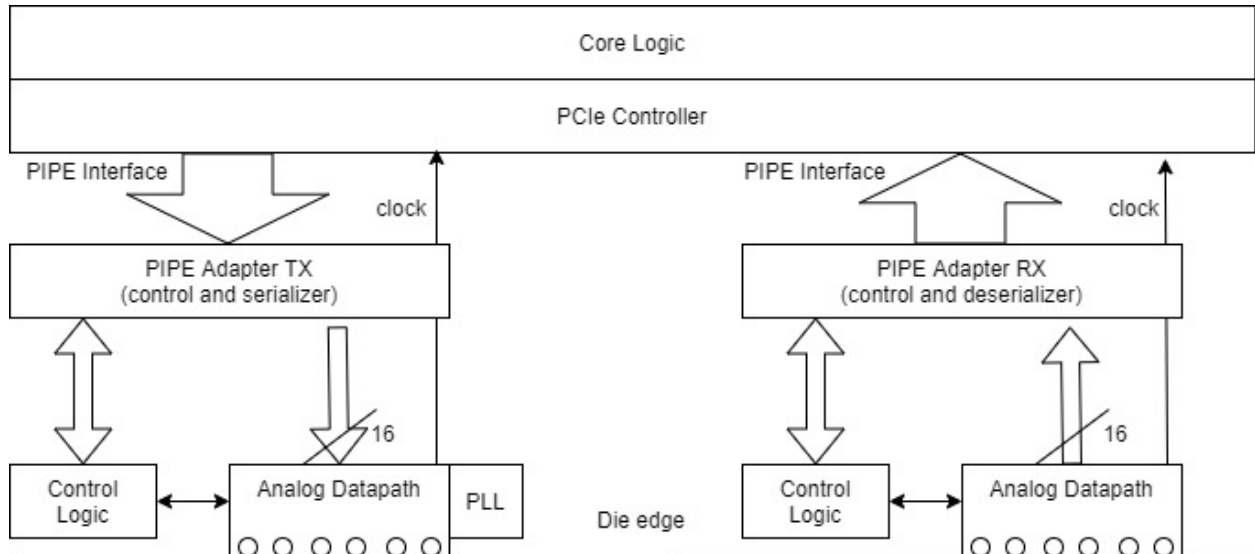 Core Logic
PCIe Controller
PIPE Interface
clock
PIPE Interface
clock
PIPE Adapter TX
(control and serializer)
PIPE Adapter RX
(control and deserializer)
16
16
Control
Logic
Analog Datapath
PLL
Die edge
Control
Logic
Analog Datapath